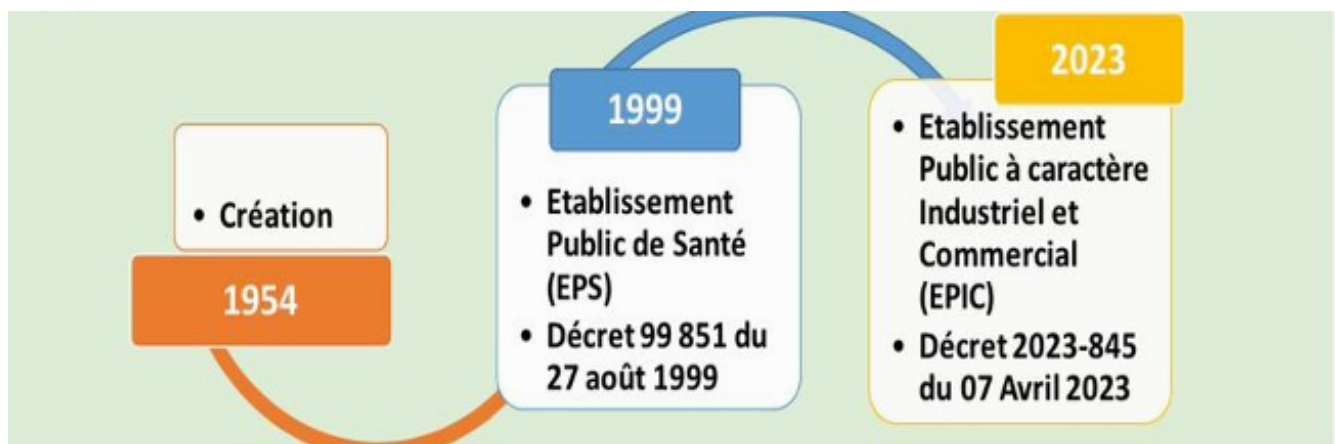 • Création
1954
1999
• Etablissement
Public de Santé
(EPS)
• Décret 99 851 du
27 août 1999
2023
• Etablissement
Public à caractère
Industriel et
Commercial
(EPIC)
• Décret 2023-845
du 07 Avril 2023